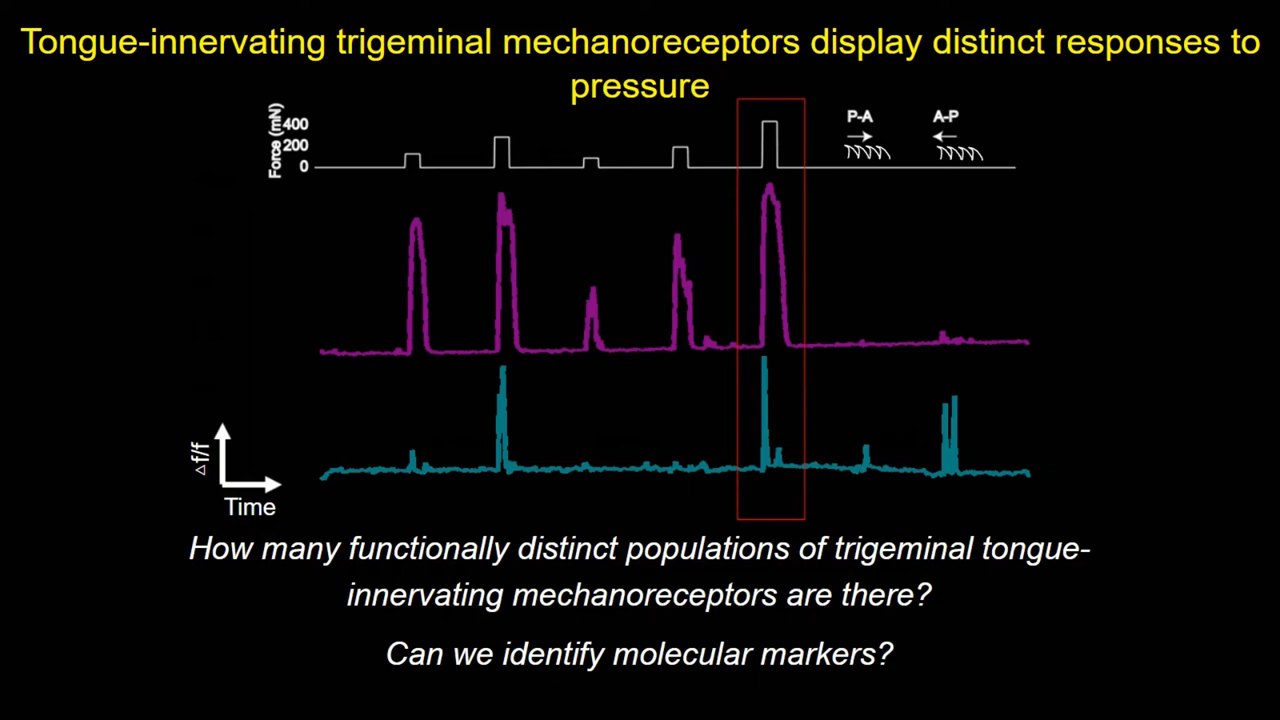 Tongue-innervating trigeminal mechanoreceptors display distinct responses to
pressure
Force (mN)
400
200
0
P-A
A-P
△f/f
Time
How many functionally distinct populations of trigeminal tongue-
innervating mechanoreceptors are there?
Can we identify molecular markers?